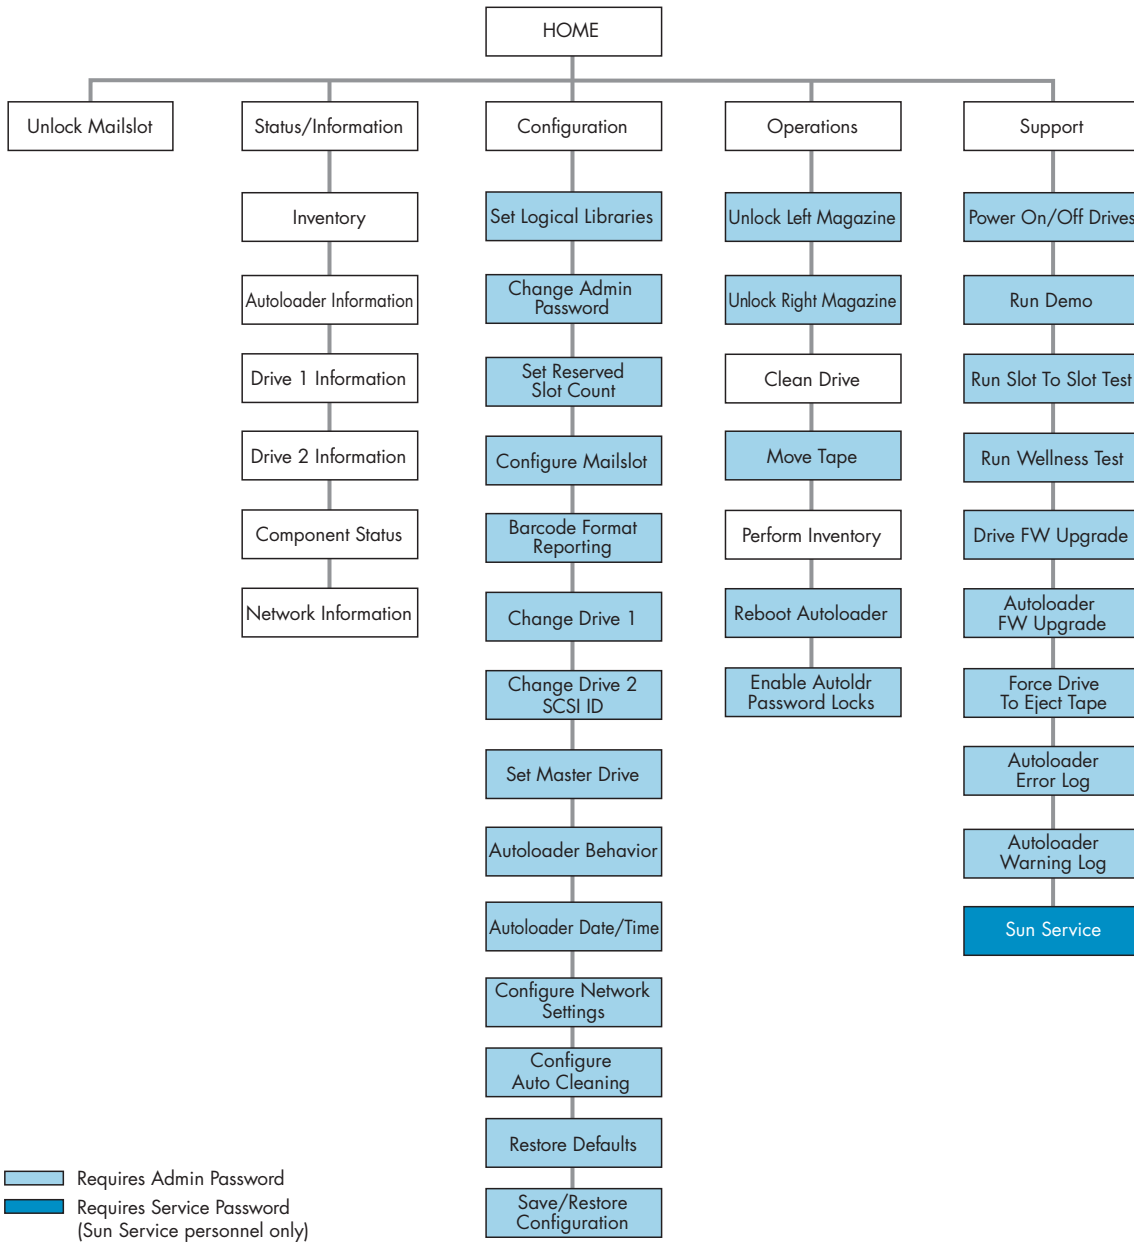 HOME
Unlock Mailslot
Status/Information
Configuration
Operations
Support
Inventory
Autoloader Information
Drive 1 Information
Drive 2 Information
Component Status
Network Information
Set Logical Libraries
Change Admin
Password
Set Reserved
Slot Count
Configure Mailslot
Barcode Format
Reporting
Change Drive 1
Change Drive 2
SCSI ID
Set Master Drive
Autoloader Behavior
Autoloader Date/Time
Configure Network
Settings
Configure
Auto Cleaning
Restore Defaults
Save/Restore
Configuration
Unlock Left Magazine
Unlock Right Magazine
Clean Drive
Move Tape
Perform Inventory
Reboot Autoloader
Enable Autoldr
Password Locks
Power On/Off Drives
Run Demo
Run Slot To Slot Test
Run Wellness Test
Drive FW Upgrade
Autoloader
FW Upgrade
Force Drive
To Eject Tape
Autoloader
Error Log
Autoloader
Warning Log
Sun Service
Requires Admin Password
Requires Service Password
(Sun Service personnel only)